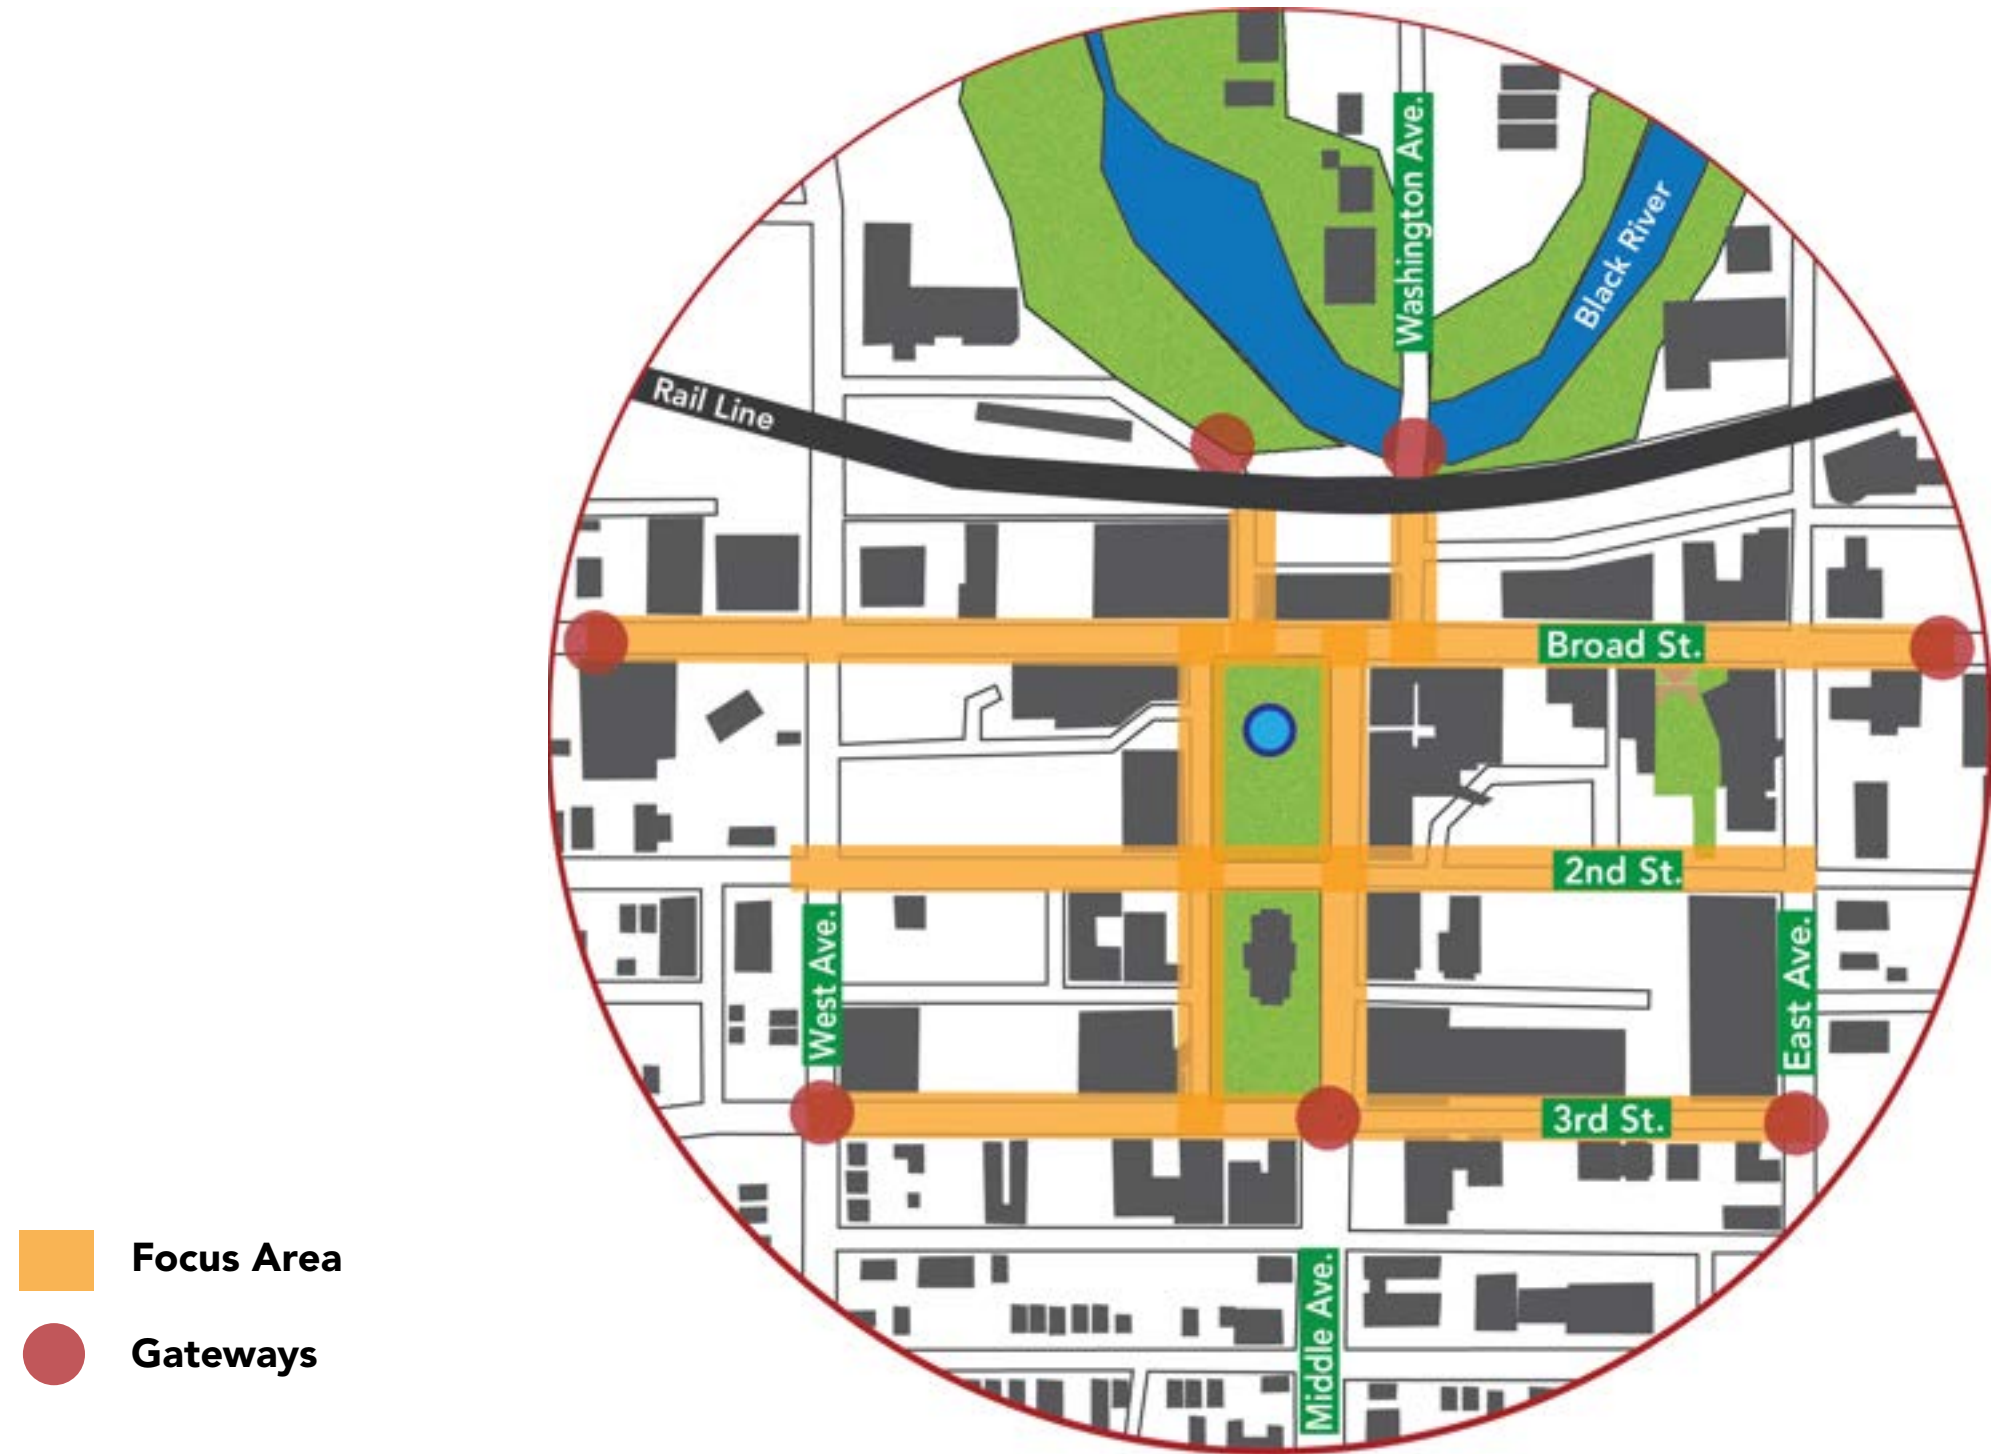 Washington Ave.
Black River
Rail Line
Broad St.
2nd St.
West Ave.
East Ave.
3rd St.
Focus Area
Middle Ave.
Gateways